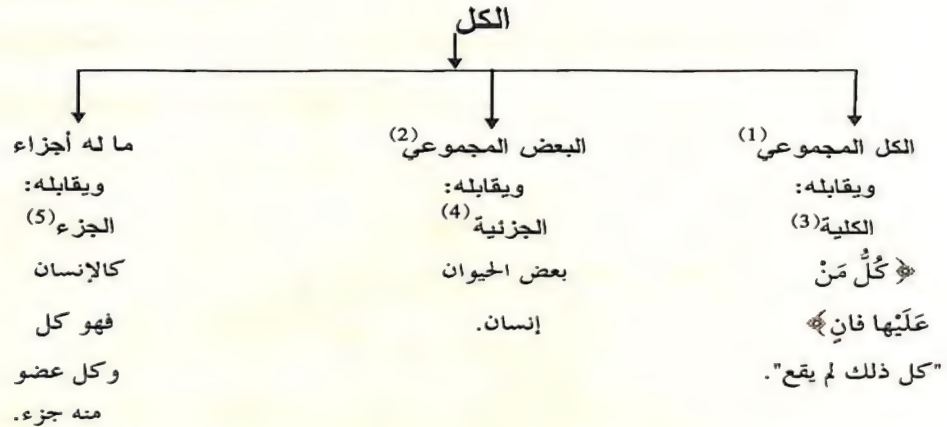 الكل
الكل المجموعي(1)
ويقابله:
الكلية(3)
﴿كُلُّ مَنْ
عَلَيْها فانٍ﴾
"كل ذلك لم يقع".
البعض المجموعي(2)
ويقابله:
الجزئية(4)
بعض الحيوان
إنسان.
ما له أجزاء
ويقابله:
الجزء(5)
كالإنسان
فهو كل
وكل عضو
منه جزء.